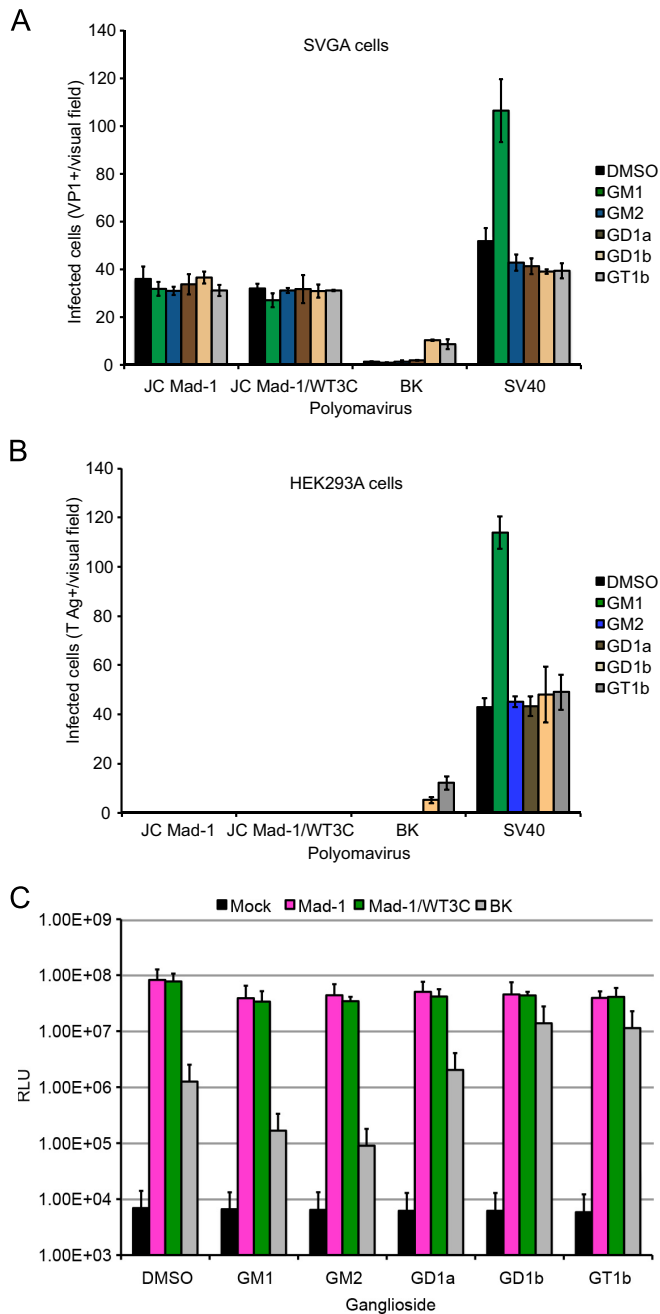 A
SVGA cells
Infected cells (VP1+/visual field)
140
120
100
80
60
40
20
0
JC Mad-1
JC Mad-1/WT3C
BK
SV40
Polyomavirus
DMSO
GM1
GM2
GD1a
GD1b
GT1b
B
HEK293A cells
Infected cells (T Ag+/visual field)
140
120
100
80
60
40
20
0
JC Mad-1
JC Mad-1/WT3C
BK
SV40
Polyomavirus
DMSO
GM1
GM2
GD1a
GD1b
GT1b
C
Mock Mad-1 Mad-1/WT3C BK
RLU
1.00E+09
1.00E+08
1.00E+07
1.00E+06
1.00E+05
1.00E+04
1.00E+03
DMSO
GM1
GM2
GD1a
GD1b
GT1b
Ganglioside